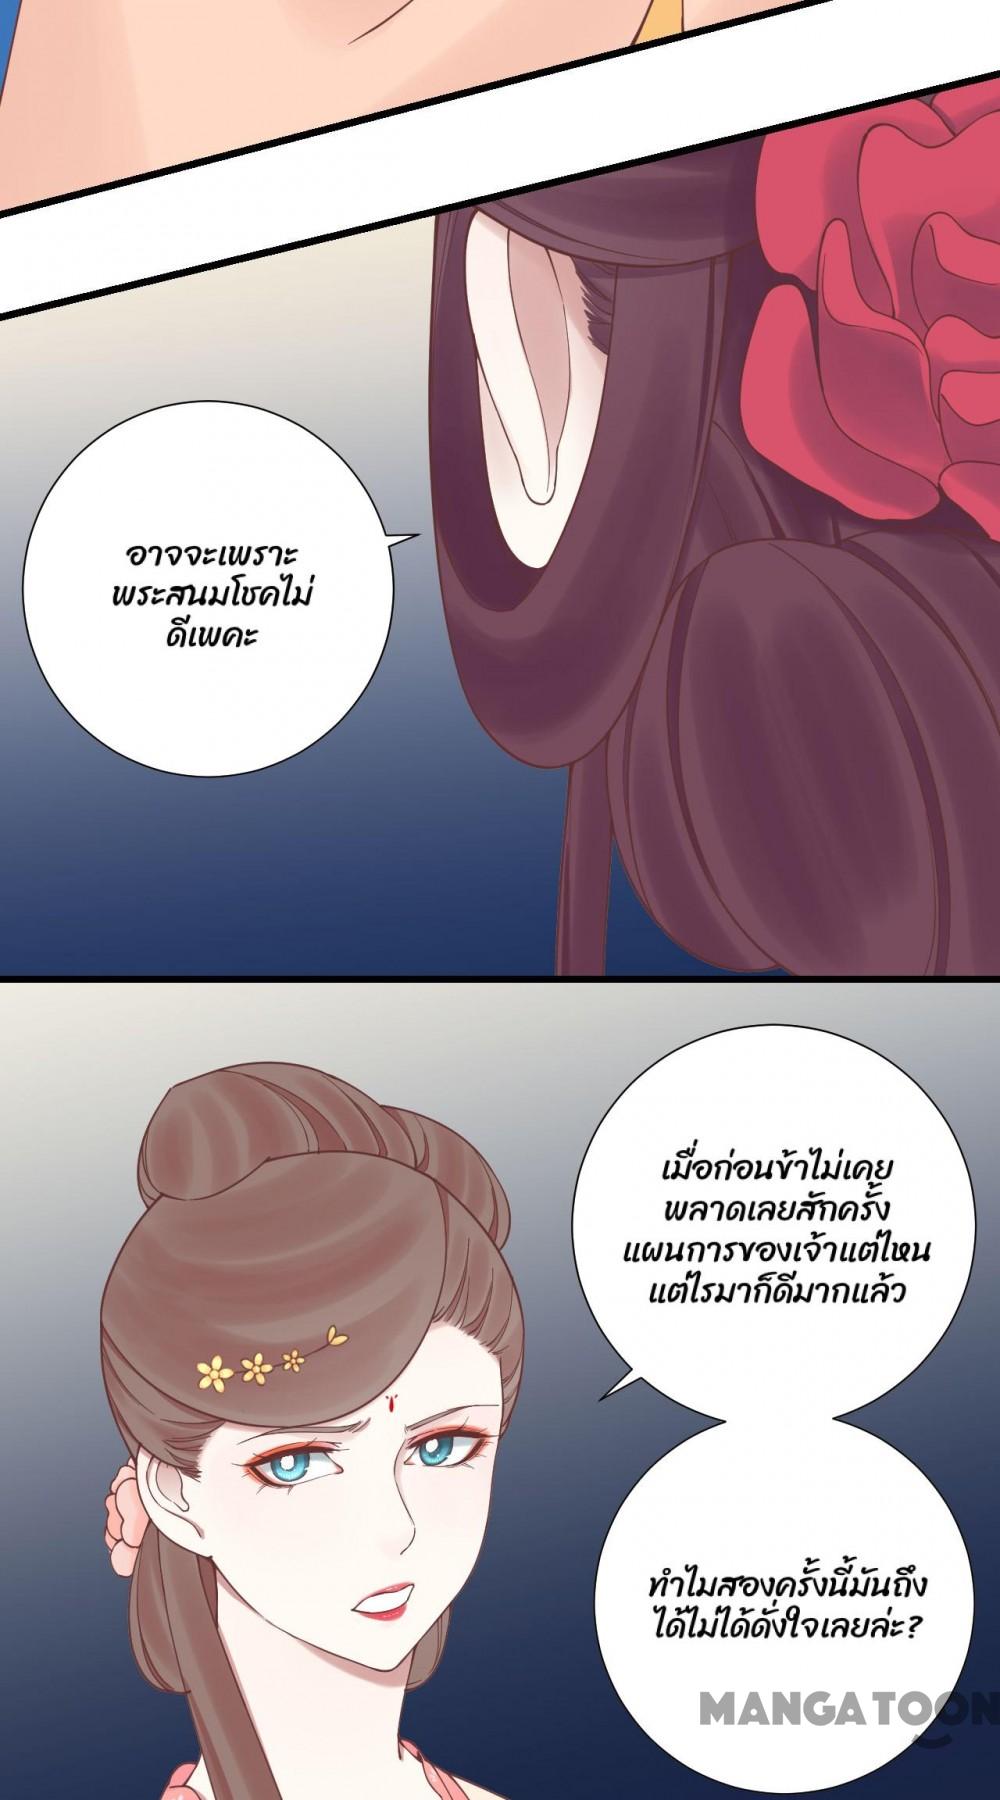 อาจจะเพราะ
พระสนมโชคไม่
ดีเพคะ
เมื่อก่อนข้าไม่เคย
พลาดเลยสักครั้ง
แผนการของเจ้าแต่ไหน
แต่ไรมาก็ดีมากแล้ว
ทำไมสองครั้งนี้มันถึง
ได้ไม่ได้ดั่งใจเลยล่ะ?
MANGATOON